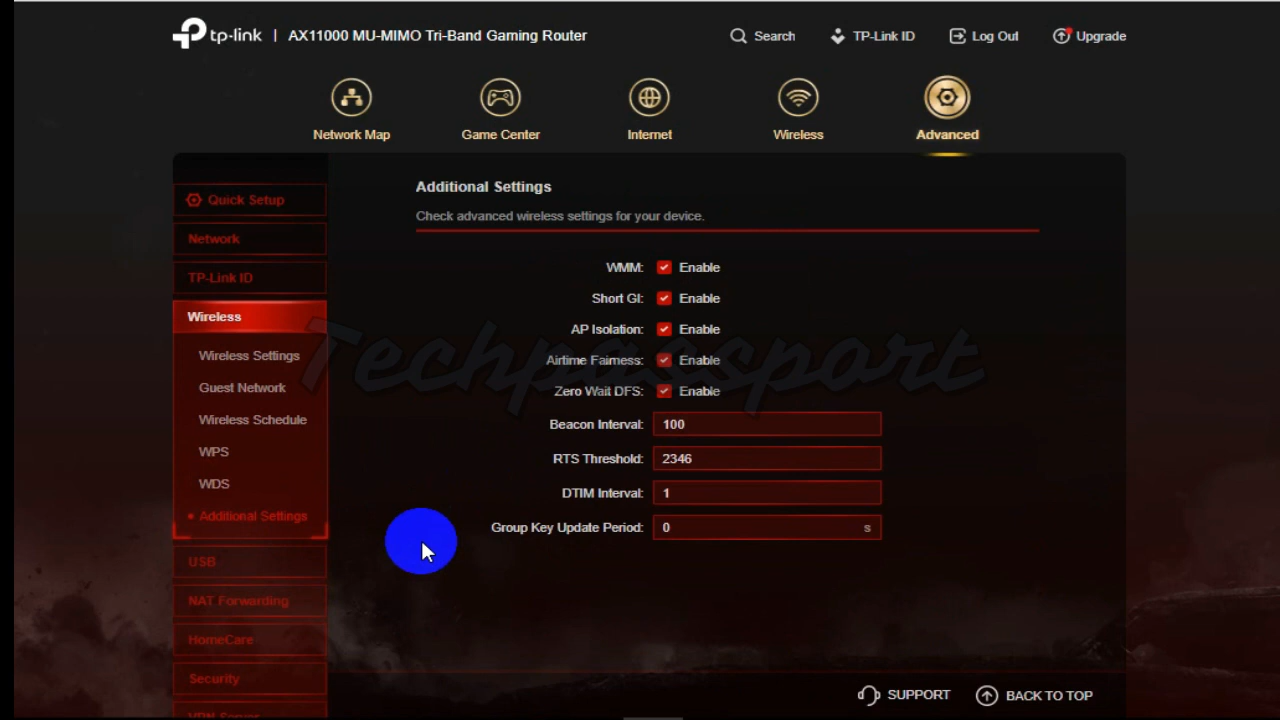 tp-link | AX11000 MU-MIMO Tri-Band Gaming Router
Search
TP-Link ID
Log Out
Upgrade
Network Map
Game Center
Internet
Wireless
Advanced
Quick Setup
Network
TP-Link ID
Wireless
Wireless Settings
Guest Network
Wireless Schedule
WPS
WDS
Additional Settings
USB
NAT Forwarding
HomeCare
Security
VPN Server
Additional Settings
Check advanced wireless settings for your device.
WMM: Enable
Short GI: Enable
AP Isolation: Enable
Airtime Fairness: Enable
Zero Wait DFS: Enable
Beacon Interval: 100
RTS Threshold: 2346
DTIM Interval: 1
Group Key Update Period: 0 s
Techpassport
SUPPORT
BACK TO TOP